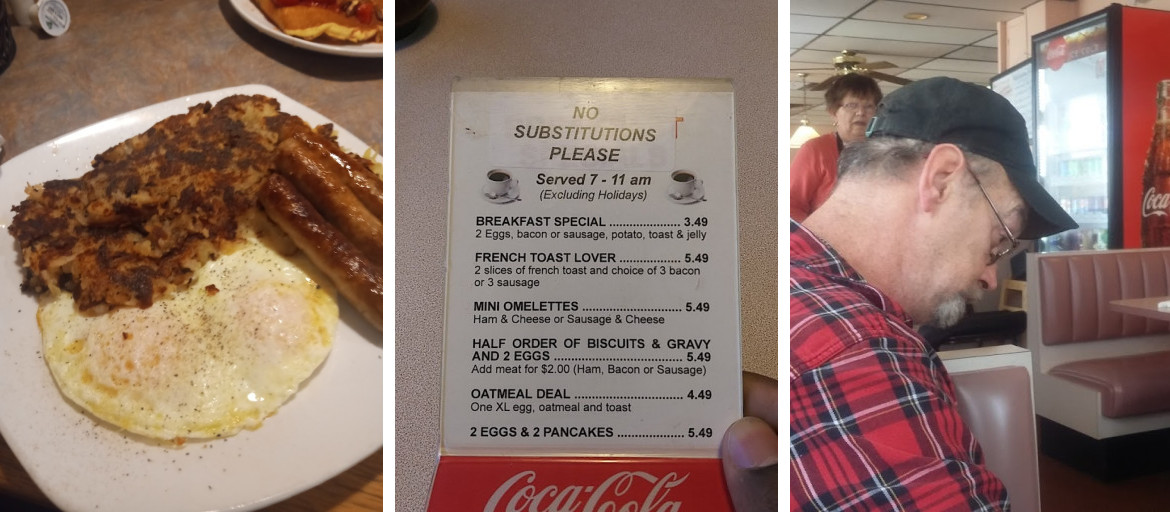 NO
SUBSTITUTIONS
PLEASE
Served 7 - 11 am
(Excluding Holidays)
BREAKFAST SPECIAL ..................... 3.49
2 Eggs, bacon or sausage, potato, toast & jelly
FRENCH TOAST LOVER .................. 5.49
2 slices of french toast and choice of 3 bacon
or 3 sausage
MINI OMELETTES .............................. 5.49
Ham & Cheese or Sausage & Cheese
HALF ORDER OF BISCUITS & GRAVY
AND 2 EGGS ....................................... 5.49
Add meat for $2.00 (Ham, Bacon or Sausage)
OATMEAL DEAL ................................. 4.49
One XL egg, oatmeal and toast
2 EGGS & 2 PANCAKES .................... 5.49
Coca-Cola
Coca